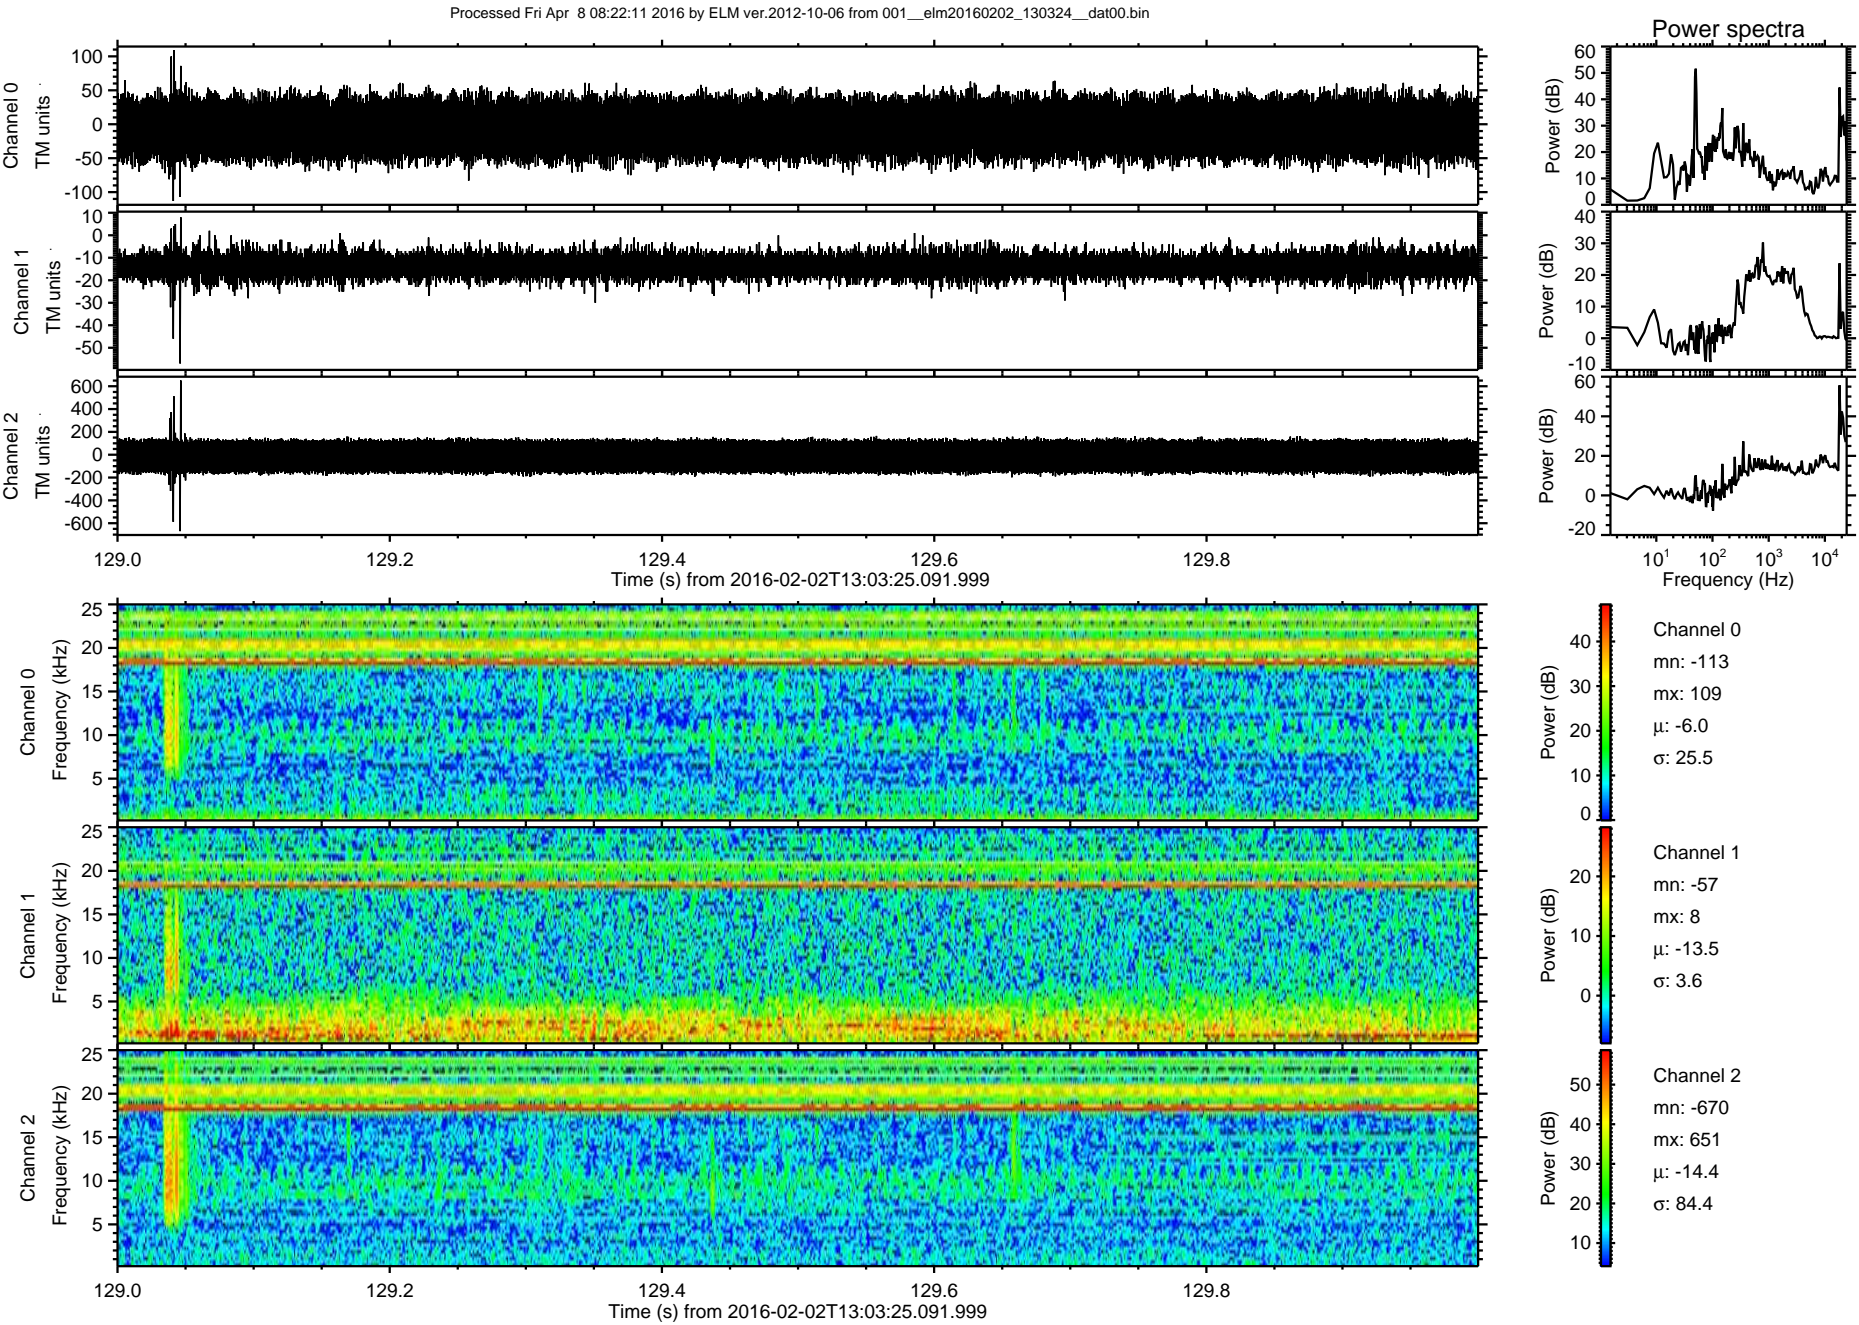 Processed Fri Apr 8 08:22:11 2016 by ELM ver.2012-10-06 from 001__elm20160202_130324__dat00.bin
Power spectra
Channel 0
TM units
100
50
0
-50
-100
Power (dB)
60
50
40
30
20
10
0
Channel 1
TM units
10
0
-10
-20
-30
-40
-50
Power (dB)
40
30
20
10
0
-10
Channel 2
TM units
600
400
200
0
-200
-400
-600
Power (dB)
60
40
20
0
-20
129.0 129.2 129.4 129.6 129.8
Time (s) from 2016-02-02T13:03:25.091.999
10¹ 10² 10³ 10⁴
Frequency (Hz)
Channel 0
Frequency (kHz)
25
20
15
10
5
Power (dB)
40
30
20
10
0
Channel 0
mn: -113
mx: 109
μ: -6.0
σ: 25.5
Channel 1
Frequency (kHz)
25
20
15
10
5
Power (dB)
20
10
0
Channel 1
mn: -57
mx: 8
μ: -13.5
σ: 3.6
Channel 2
Frequency (kHz)
25
20
15
10
5
Power (dB)
50
40
30
20
10
Channel 2
mn: -670
mx: 651
μ: -14.4
σ: 84.4
129.0 129.2 129.4 129.6 129.8
Time (s) from 2016-02-02T13:03:25.091.999